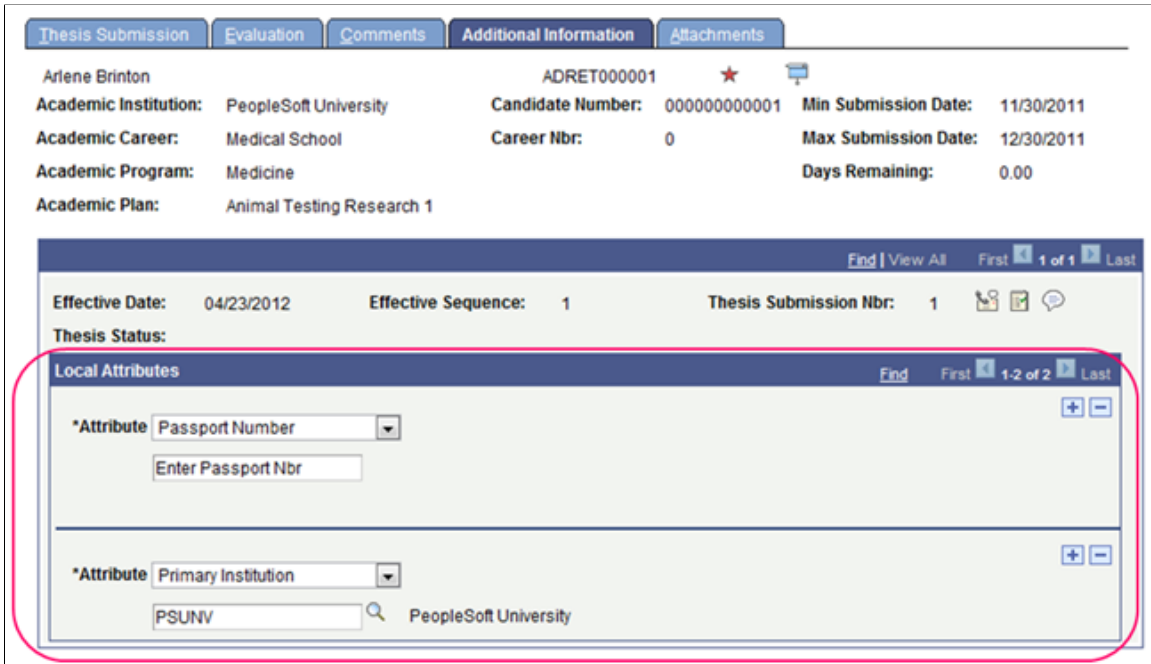 Thesis Submission Evaluation Comments Additional Information Attachments
Arlene Brinton ADRET000001
Academic Institution: PeopleSoft University Candidate Number: 000000000001 Min Submission Date: 11/30/2011
Academic Career: Medical School Career Nbr: 0 Max Submission Date: 12/30/2011
Academic Program: Medicine Days Remaining: 0.00
Academic Plan: Animal Testing Research 1
Find | View All First 1 of 1 Last
Effective Date: 04/23/2012 Effective Sequence: 1 Thesis Submission Nbr: 1
Thesis Status:
Local Attributes Find First 1-2 of 2 Last
*Attribute Passport Number
Enter Passport Nbr
*Attribute Primary Institution
PSUNV PeopleSoft University